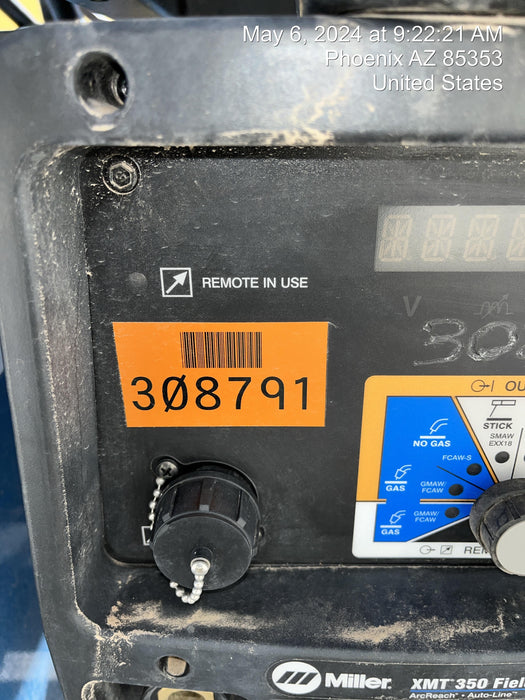 May 6, 2024 at 9:22:21 AM
Phoenix AZ 85353
United States
REMOTE IN USE
V
308791
NO GAS
STICK
SMAW
EXX18
FCAW-S
GAS
GMAW/
FCAW
GMAW/
FCAW
GAS
Miller
XMT 350
ArcReach • Auto-Line